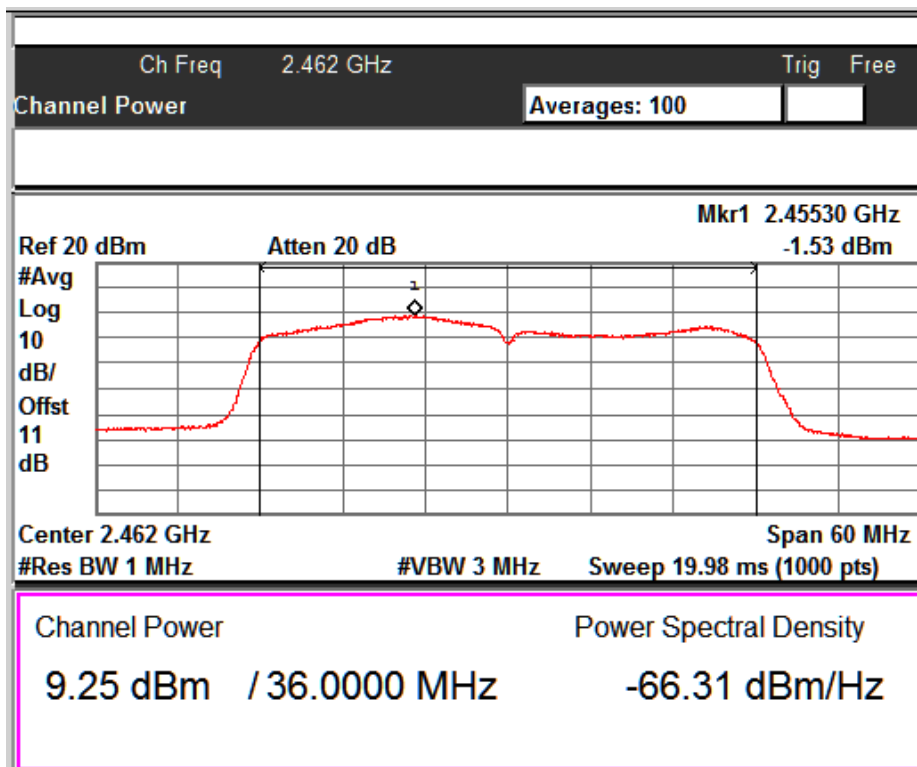 Ch Freq 2.462 GHz Trig Free
Channel Power Averages: 100
Mkr1 2.45530 GHz
Ref 20 dBm Atten 20 dB -1.53 dBm
#Avg
Log
10
dB/
Offst
11
dB
1
Center 2.462 GHz Span 60 MHz
#Res BW 1 MHz #VBW 3 MHz Sweep 19.98 ms (1000 pts)
Channel Power Power Spectral Density
9.25 dBm / 36.0000 MHz -66.31 dBm/Hz